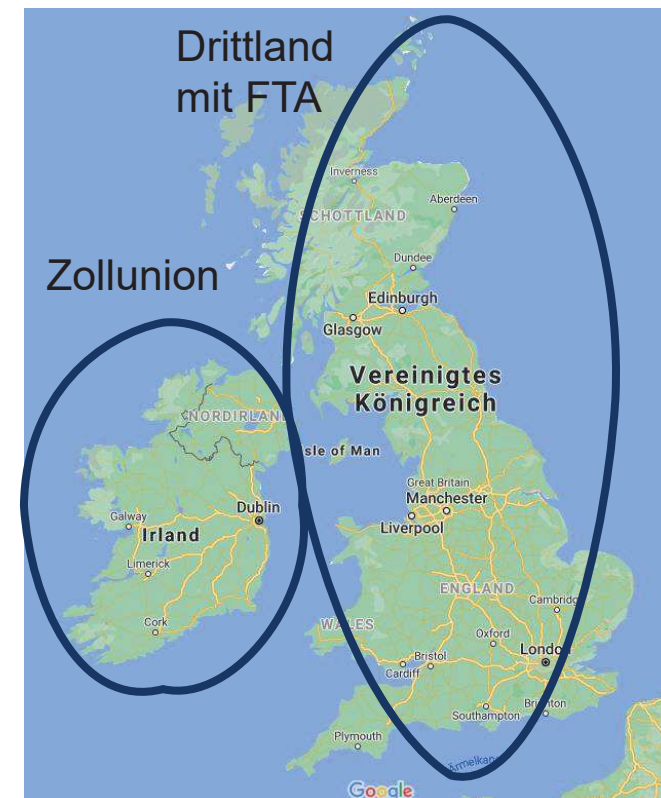 Drittland
mit FTA
Inverness
Aberdeen
SCHOTTLAND
Dundee
Zollunion
Edinburgh
Glasgow
Vereinigtes
Königreich
NORDIRLAND
Isle of Man
Great Britain
Manchester
Dublin
Liverpool
Galway
Irland
Limerick
ENGLAND
Cambridge
Cork
WALES
Oxford
London
Bristol
Cardiff
Brighton
Southampton
Plymouth
Ärmelkanal
Google